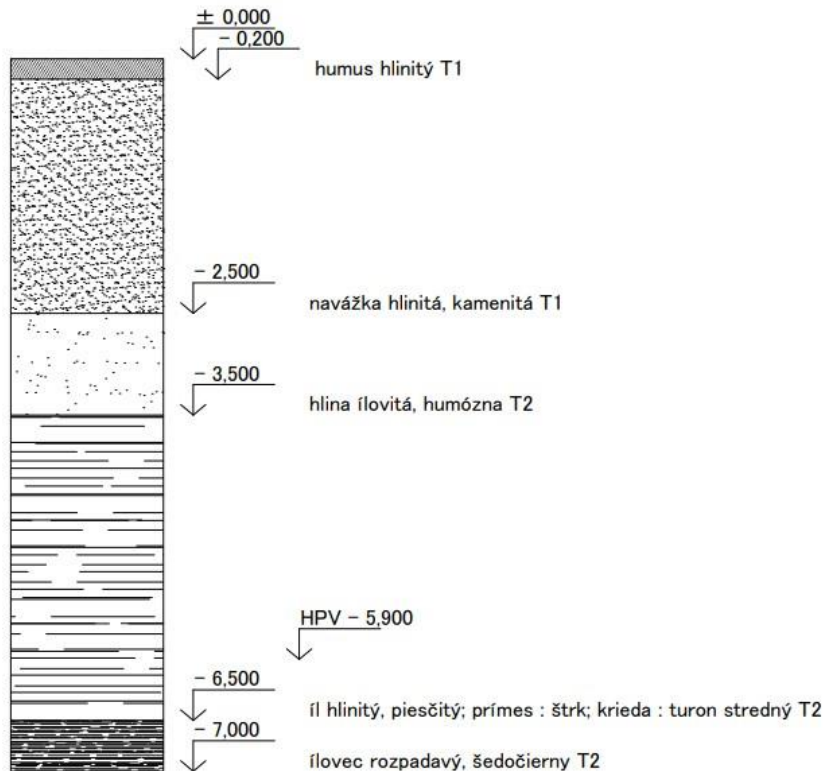 ± 0,000
- 0,200
humus hlinitý T1
- 2,500
navážka hlinitá, kamenitá T1
- 3,500
hlina ílovitá, humózna T2
HPV - 5,900
- 6,500
íl hlinitý, piesčitý; prímes : štrk; krieda : turon stredný T2
- 7,000
ílovec rozpadavý, šedočierny T2